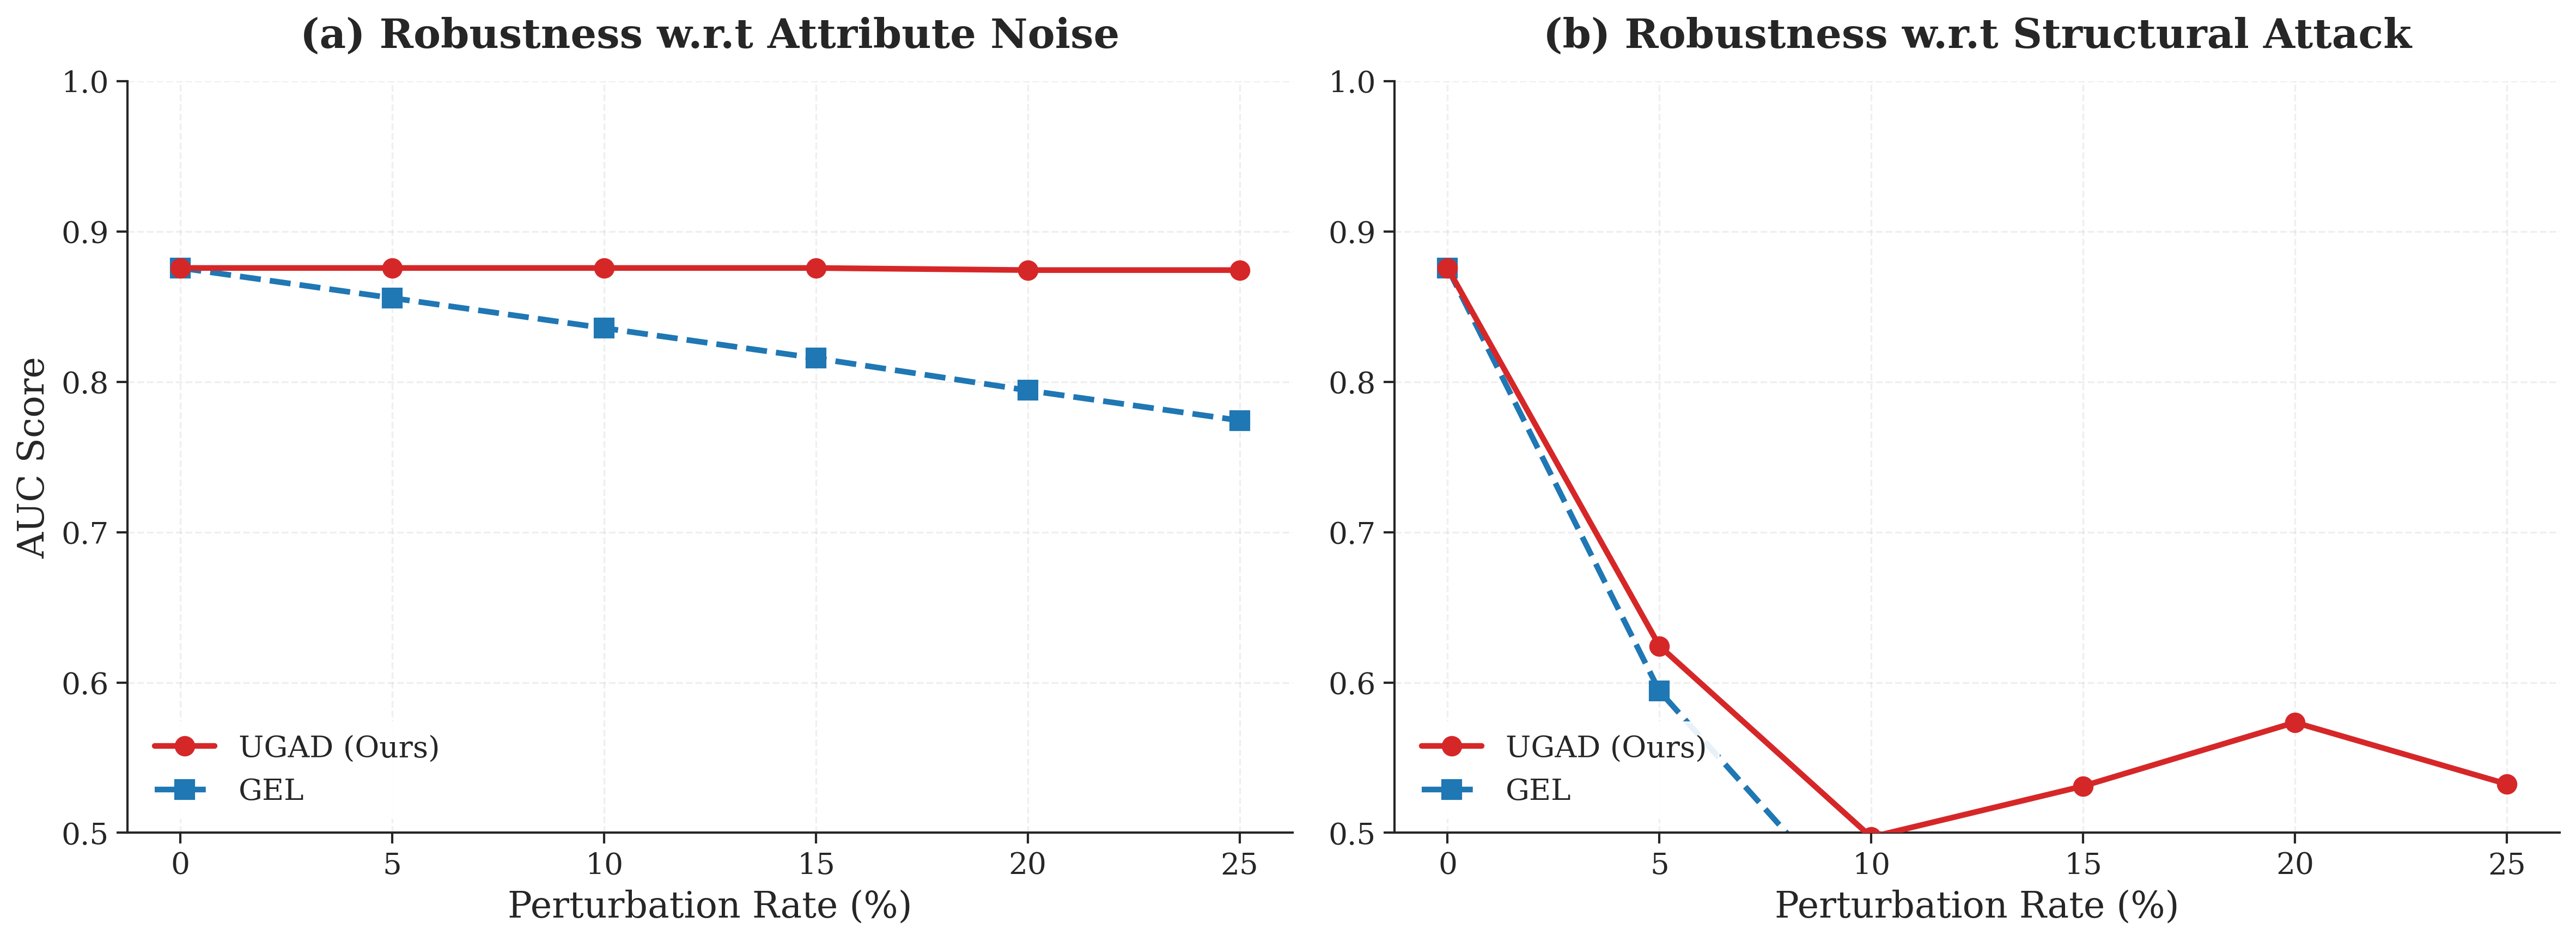 (a) Robustness w.r.t Attribute Noise
1.0
0.9
0.8
0.7
0.6
0.5
AUC Score
UGAD (Ours)
GEL
0 5 10 15 20 25
Perturbation Rate (%)
(b) Robustness w.r.t Structural Attack
1.0
0.9
0.8
0.7
0.6
0.5
UGAD (Ours)
GEL
0 5 10 15 20 25
Perturbation Rate (%)